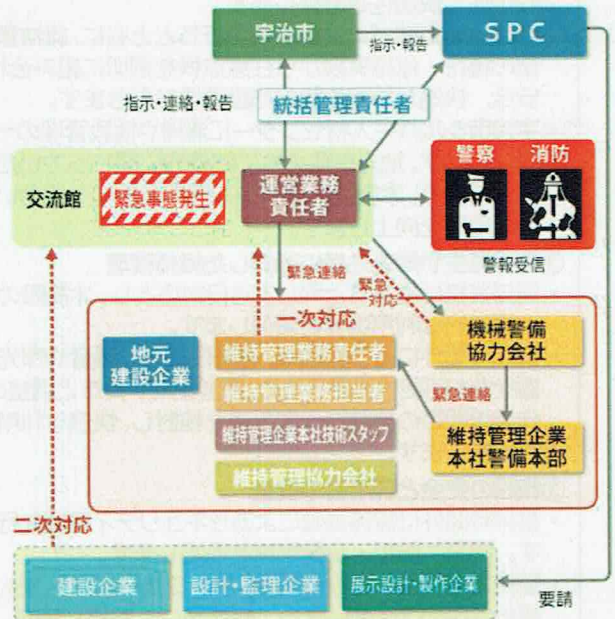 宇治市
SPC
指示・報告
指示・連絡・報告
統括管理責任者
交流館
緊急事態発生
運営業務
責任者
警察
消防
警報受信
緊急連絡
緊急
対応
一次対応
地元
建設企業
維持管理業務責任者
維持管理業務担当者
維持管理企業本社技術スタッフ
維持管理協力会社
機械警備
協力会社
緊急連絡
維持管理企業
本社警備本部
二次対応
建設企業
設計・監理企業
展示設計・製作企業
要請